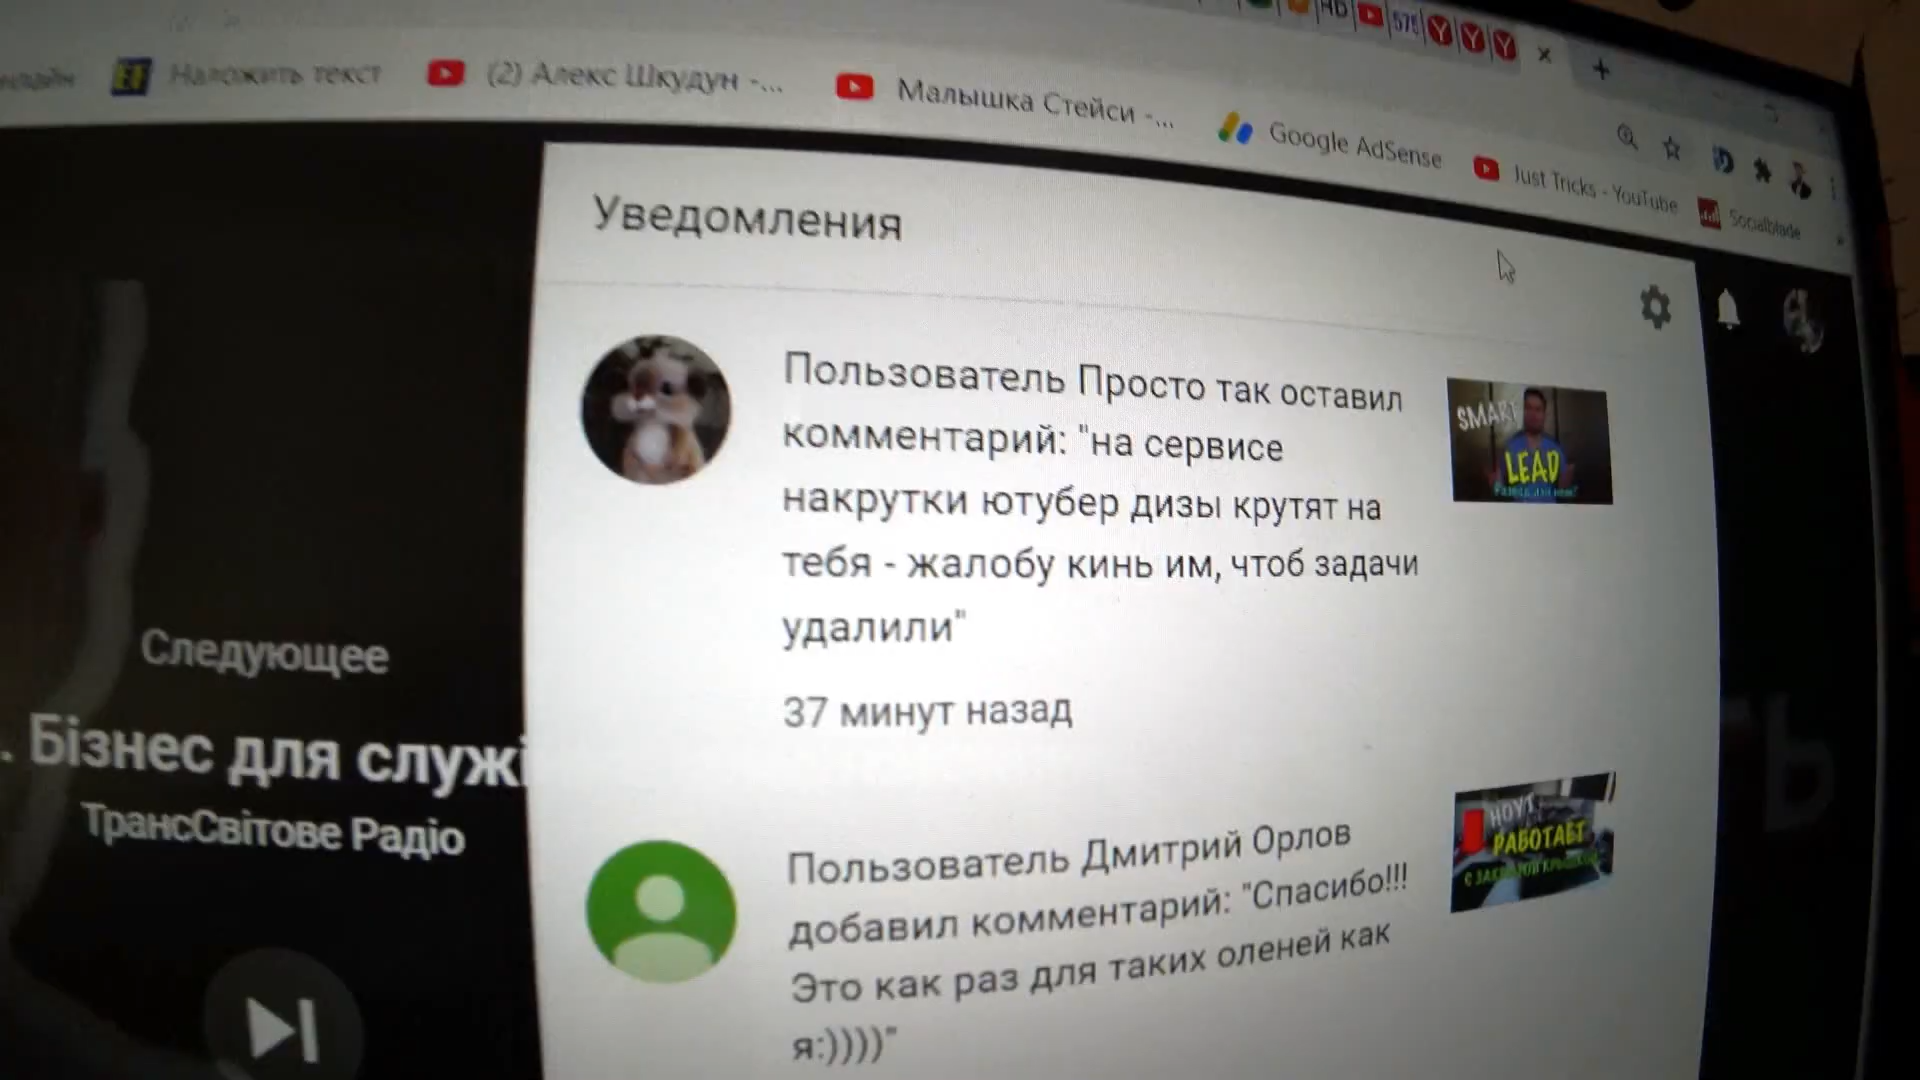 HD
575
Наложить текст
(2) Алекс Шкудун -...
Малышка Стейси -...
Google AdSense
Just Tricks - YouTube
Socialblade
Уведомления
Пользователь Просто так оставил
комментарий: "на сервисе
накрутки ютубер дизы крутят на
тебя - жалобу кинь им, чтоб задачи
удалили"
37 минут назад
SMART
LEAD
Пользователь Дмитрий Орлов
добавил комментарий: "Спасибо!!!
Это как раз для таких оленей как
я:))))"
НОУТ
РАБОТАЕТ
Следующее
. Бізнес для служі
ТрансСвітове Радіо